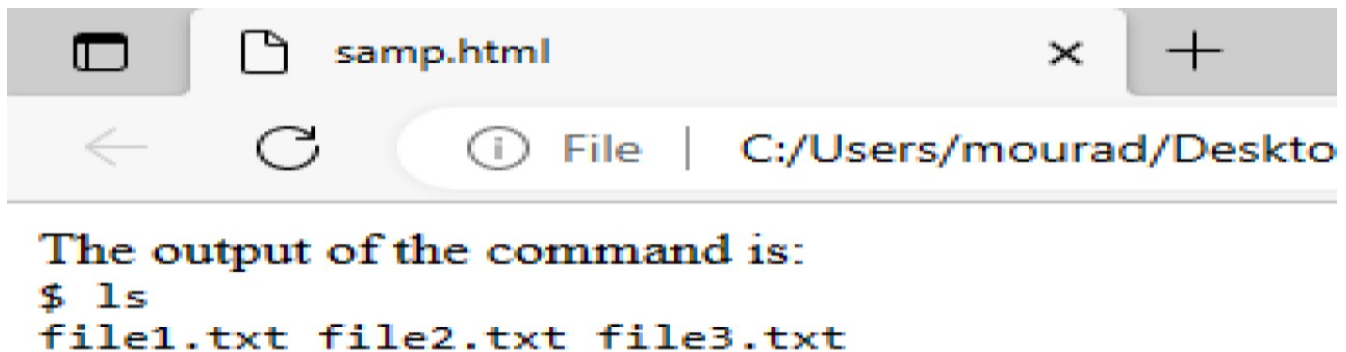 samp.html
File | C:/Users/mourad/Deskto
The output of the command is:
$ ls
file1.txt file2.txt file3.txt